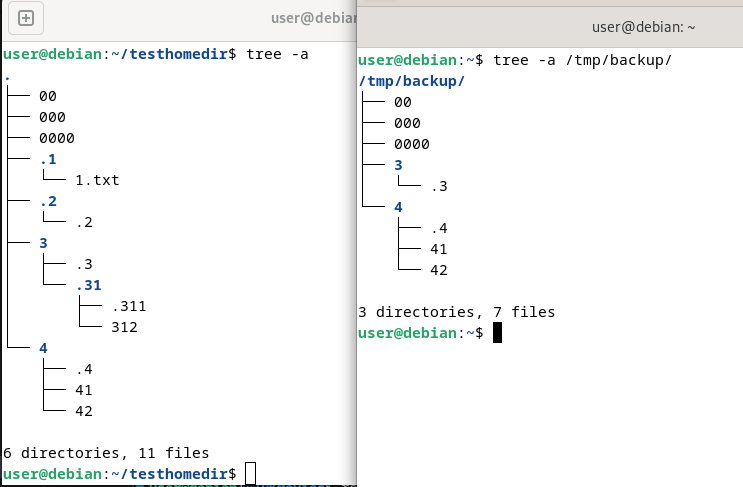 user@debian
user@debian:~/testhomedir$ tree -a
.
├── 00
├── 000
├── 0000
├── .1
│   └── 1.txt
├── .2
│   └── .2
├── 3
│   ├── .3
│   └── .31
│       ├── .311
│       └── 312
└── 4
    ├── .4
    ├── 41
    └── 42
6 directories, 11 files
user@debian:~/testhomedir$
user@debian: ~
user@debian:~$ tree -a /tmp/backup/
/tmp/backup/
├── 00
├── 000
├── 0000
├── 3
│   └── .3
└── 4
    ├── .4
    ├── 41
    └── 42
3 directories, 7 files
user@debian:~$